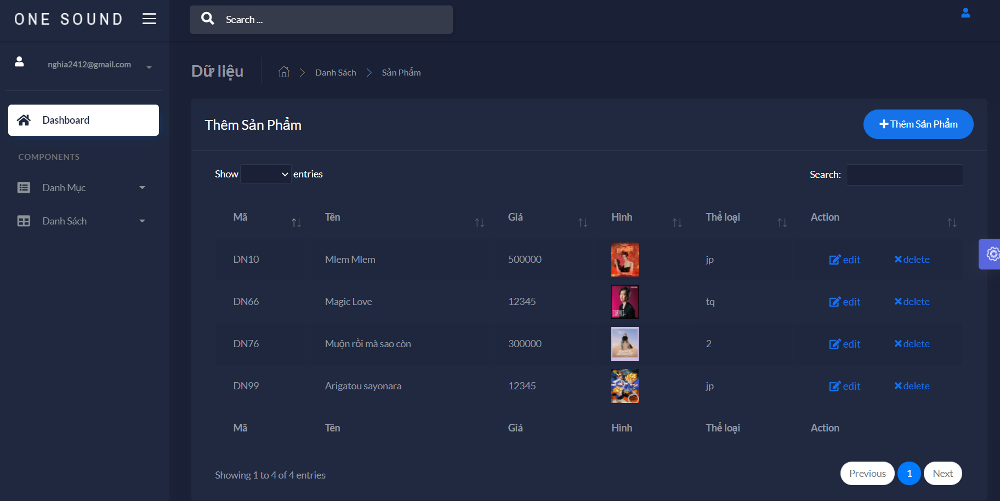 ONE SOUND
Search ...
nghia2412@gmail.com
Dữ liệu
Danh Sách
Sản Phẩm
Dashboard
COMPONENTS
Danh Mục
Danh Sách
Thêm Sản Phẩm
Thêm Sản Phẩm
Show entries
Search:
Mã Tên Giá Hình Thể loại Action
DN10 Mlem Mlem 500000 jp edit delete
DN66 Magic Love 12345 tq edit delete
DN76 Muộn rồi mà sao còn 300000 2 edit delete
DN99 Arigatou sayonara 12345 jp edit delete
Mã Tên Giá Hình Thể loại Action
Showing 1 to 4 of 4 entries
Previous 1 Next